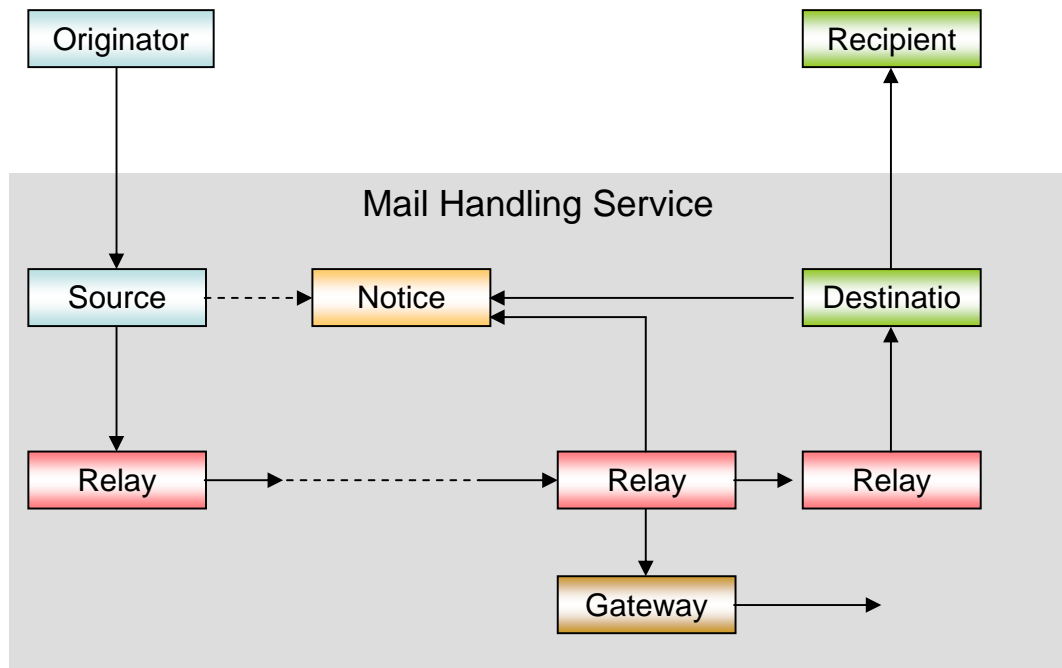 Originator
Recipient
Mail Handling Service
Source
Notice
Destinatio
Relay
Relay
Relay
Gateway